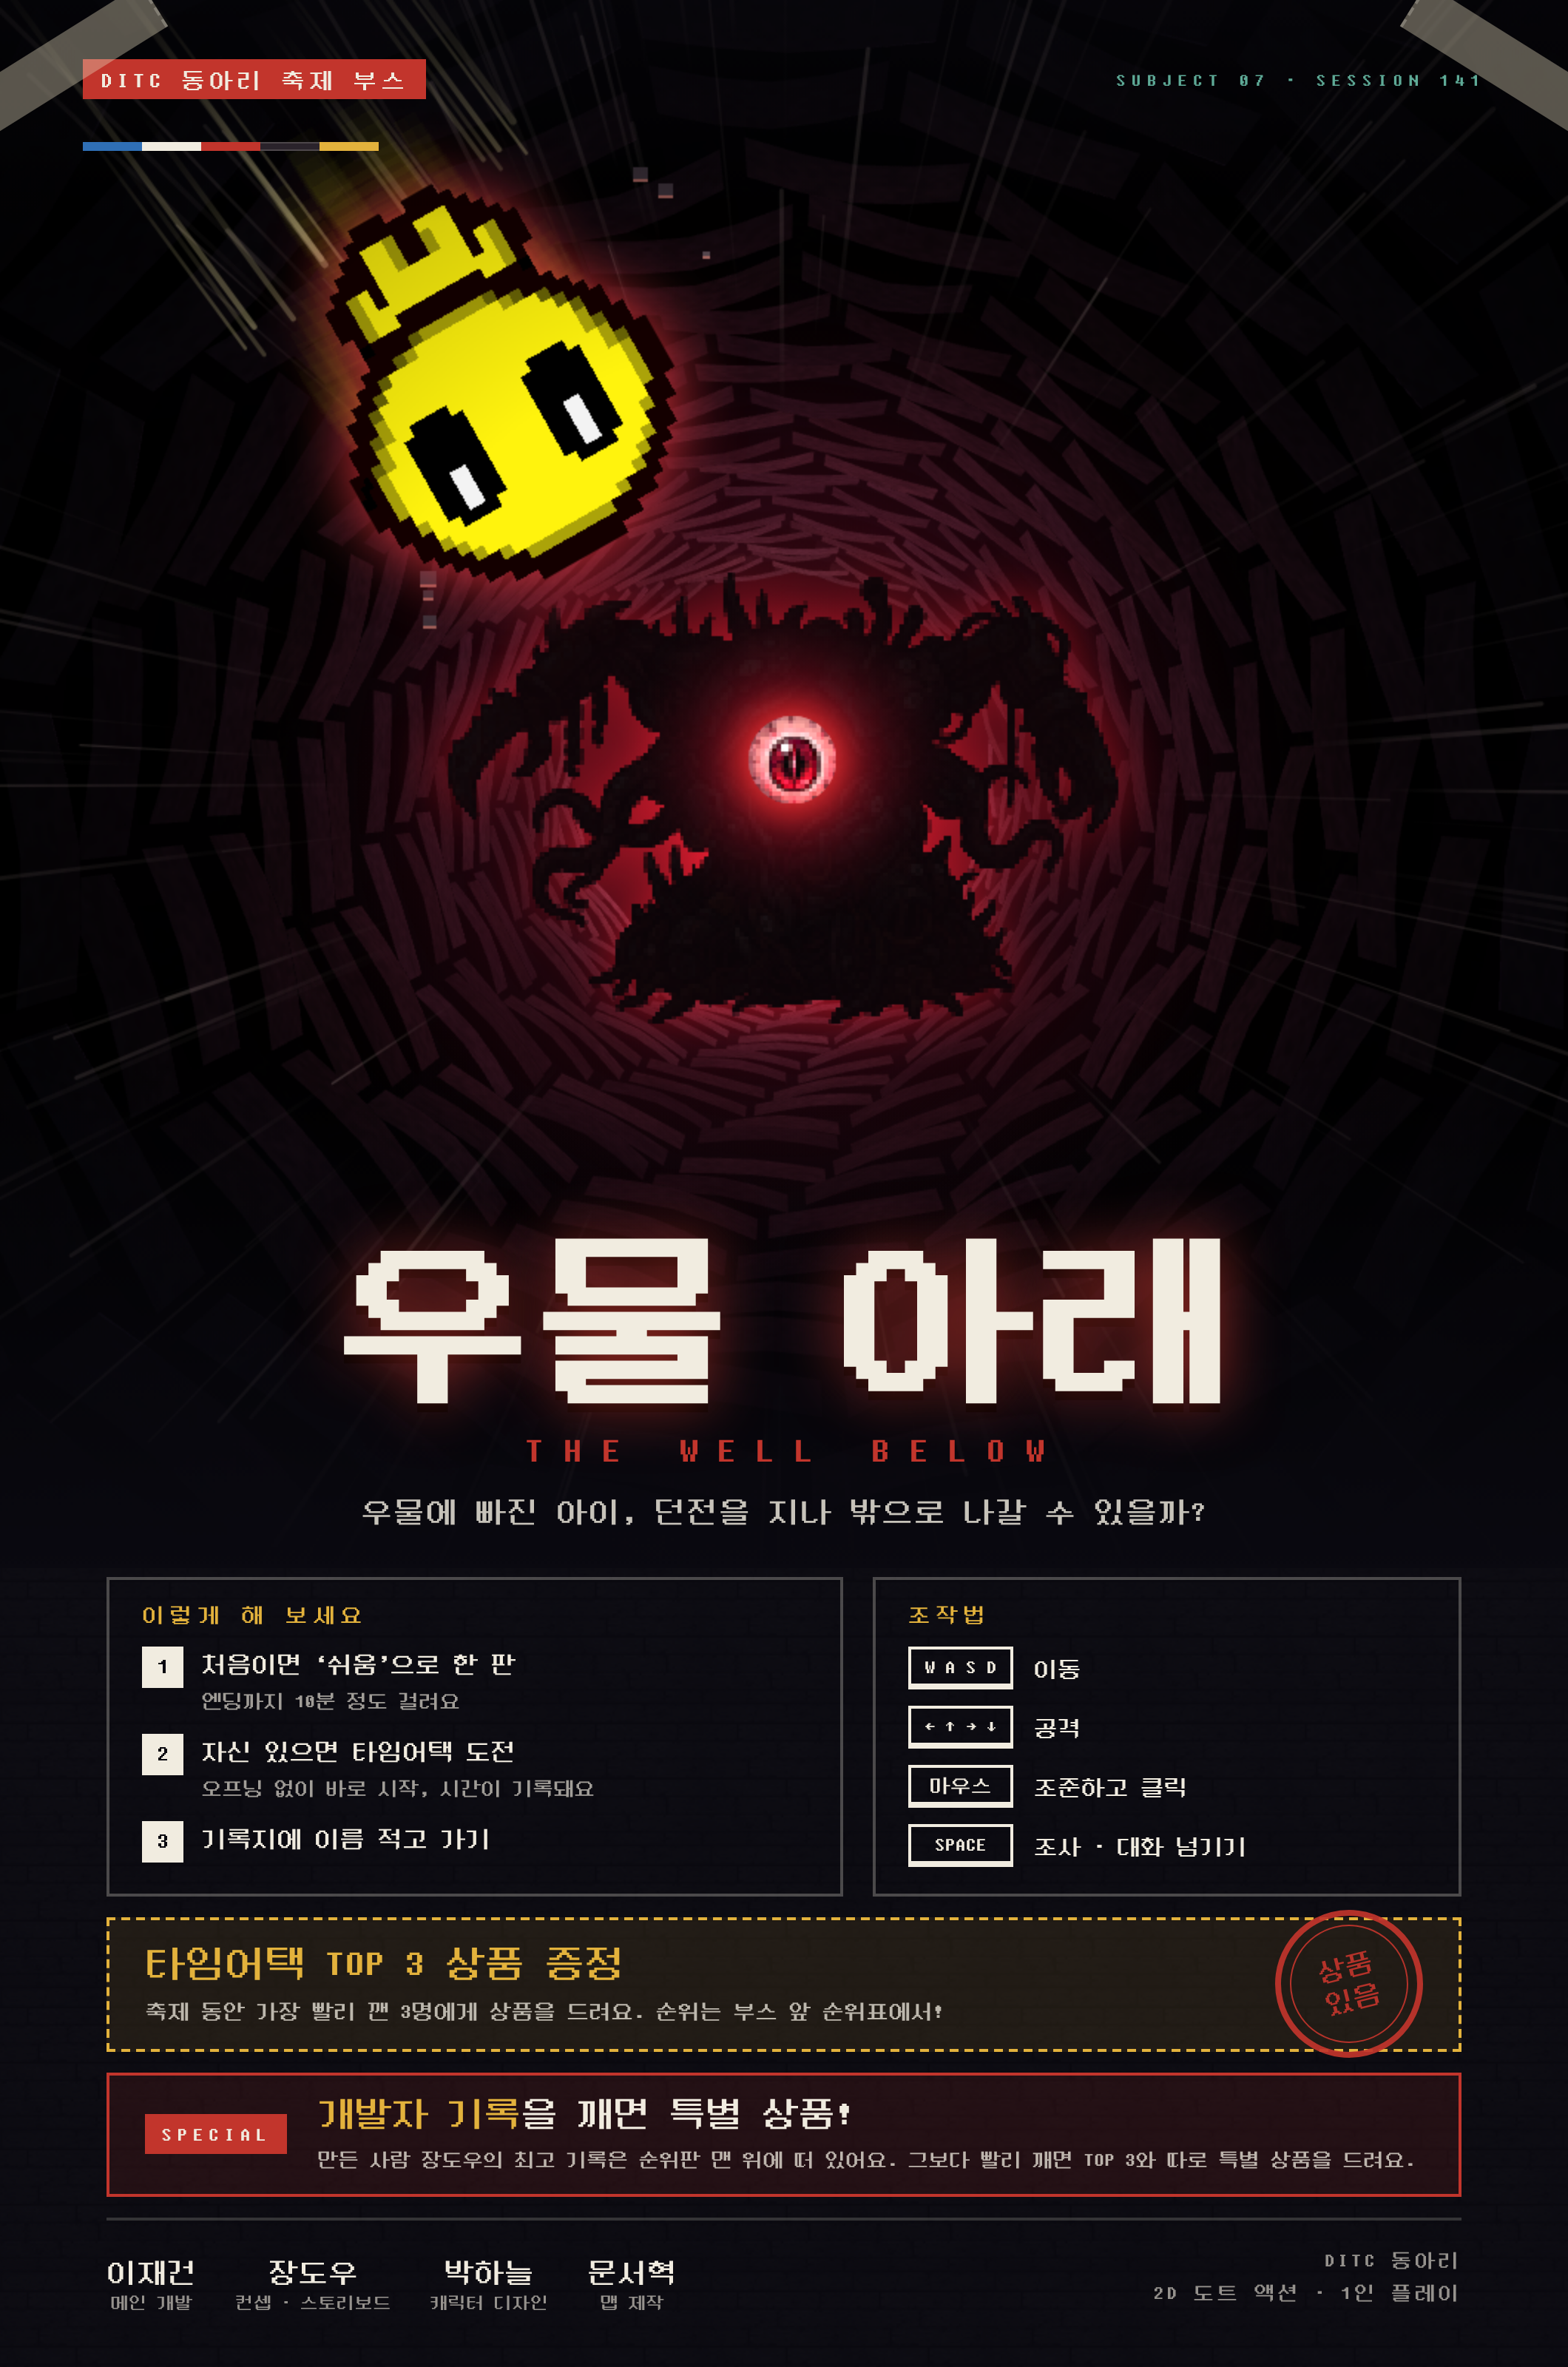 DITC 동아리 축제 부스
SUBJECT 07 · SESSION 141
우물 아래
THE WELL BELOW
우물에 빠진 아이, 던전을 지나 밖으로 나갈 수 있을까?
이렇게 해 보세요
1 처음이면 ‘쉬움’으로 한 판
엔딩까지 10분 정도 걸려요
2 자신 있으면 타임어택 도전
오프닝 없이 바로 시작, 시간이 기록돼요
3 기록지에 이름 적고 가기
조작법
W A S D 이동
← ↑ → ↓ 공격
마우스 조준하고 클릭
SPACE 조사 · 대화 넘기기
타임어택 TOP 3 상품 증정
축제 동안 가장 빨리 깬 3명에게 상품을 드려요. 순위는 부스 앞 순위표에서!
상품
있음
SPECIAL
개발자 기록을 깨면 특별 상품!
만든 사람 장도우의 최고 기록은 순위판 맨 위에 떠 있어요. 그보다 빨리 깨면 TOP 3와 따로 특별 상품을 드려요.
이재건 장도우 박하늘 문서혁
메인 개발 컨셉 · 스토리보드 캐릭터 디자인 맵 제작
DITC 동아리
2D 도트 액션 · 1인 플레이